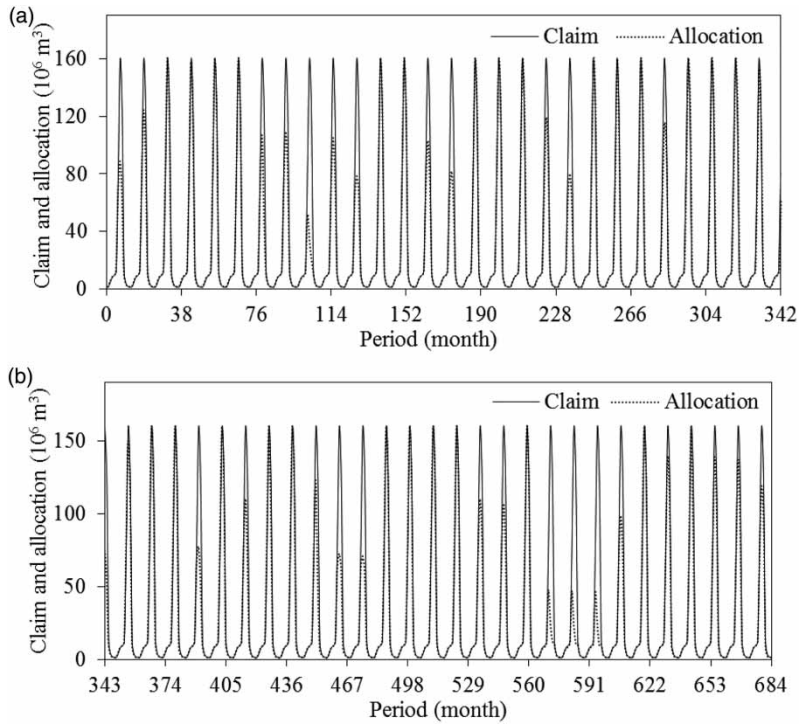 (a)
Claim Allocation
Claim and allocation (10⁶ m³)
160
120
80
40
0
0 38 76 114 152 190 228 266 304 342
Period (month)
(b)
Claim Allocation
Claim and allocation (10⁶ m³)
150
100
50
0
343 374 405 436 467 498 529 560 591 622 653 684
Period (month)